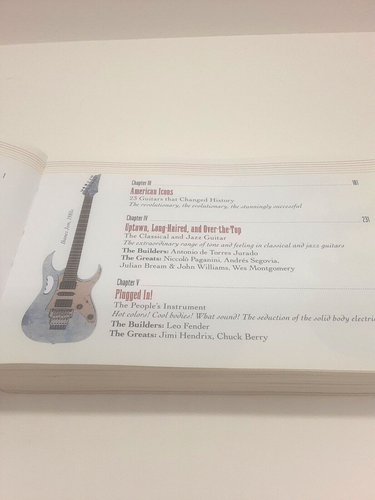 Chapter III 90
American Icons
23 Guitars that Changed History
The revolutionary, the evolutionary, the stunningly successful
Chapter IV 231
Uptown, Long-Haired, and Over-the-Top
The Classical and Jazz Guitar
The extraordinary range of tone and feeling in classical and jazz guitars
The Builders: Antonio de Torres Jurado
The Greats: Niccolò Paganini, Andrés Segovia,
Julian Bream & John Williams, Wes Montgomery
Chapter V
Plugged In!
The People's Instrument
Hot colors! Cool bodies! What sound! The seduction of the solid body electri
The Builders: Leo Fender
The Greats: Jimi Hendrix, Chuck Berry